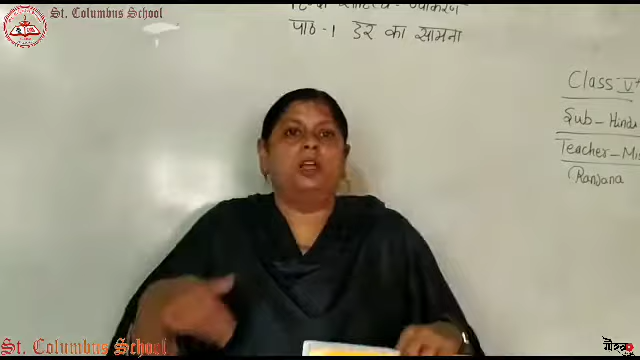 St. Columbus School
पाठ-1 डर का सामना
Class-V
Sub-Hindi
Teacher-Mi
Ranjana
St. Columbus School